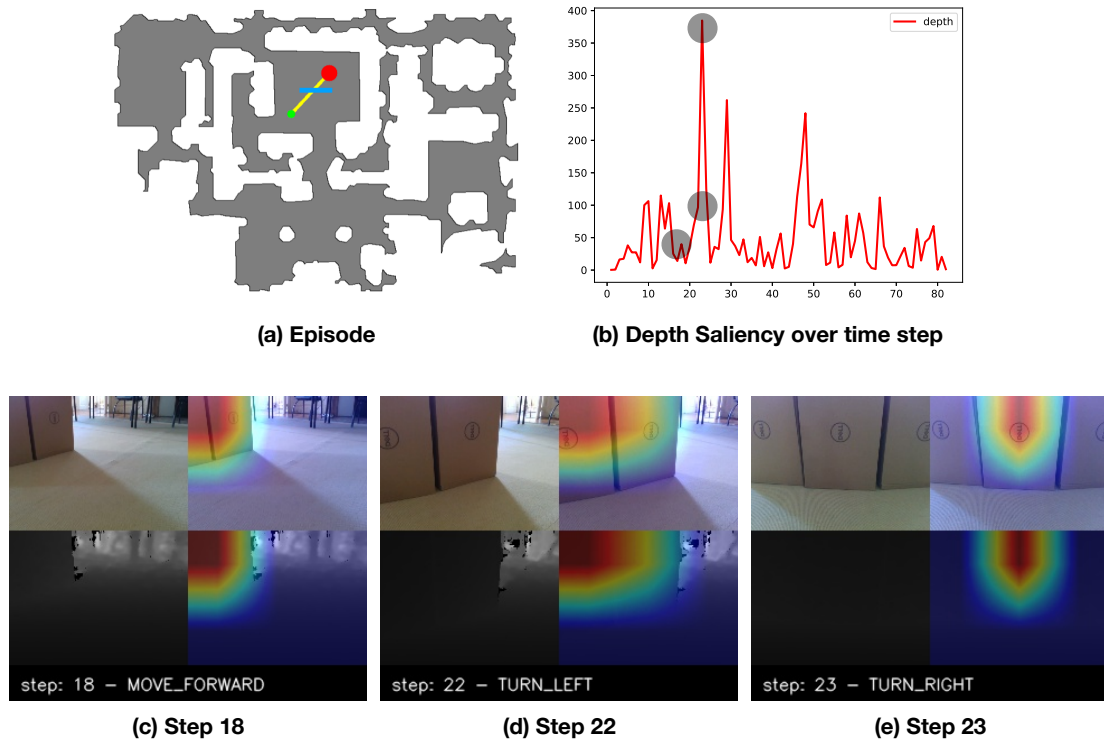 400
350
300
250
200
150
100
50
0
0 10 20 30 40 50 60 70 80
depth
(a) Episode
(b) Depth Saliency over time step
DELL
DELL
step: 18 – MOVE_FORWARD
step: 22 – TURN_LEFT
step: 23 – TURN_RIGHT
(c) Step 18
(d) Step 22
(e) Step 23